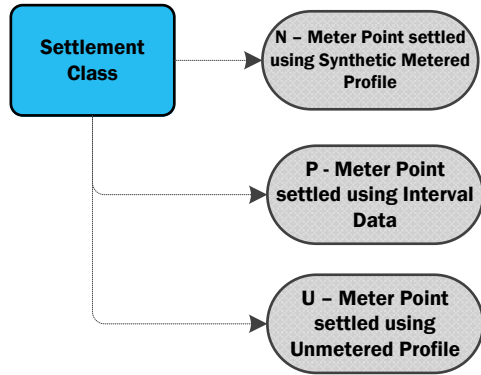 Settlement
Class
N – Meter Point settled
using Synthetic Metered
Profile
P - Meter Point
settled using Interval
Data
U – Meter Point
settled using
Unmetered Profile